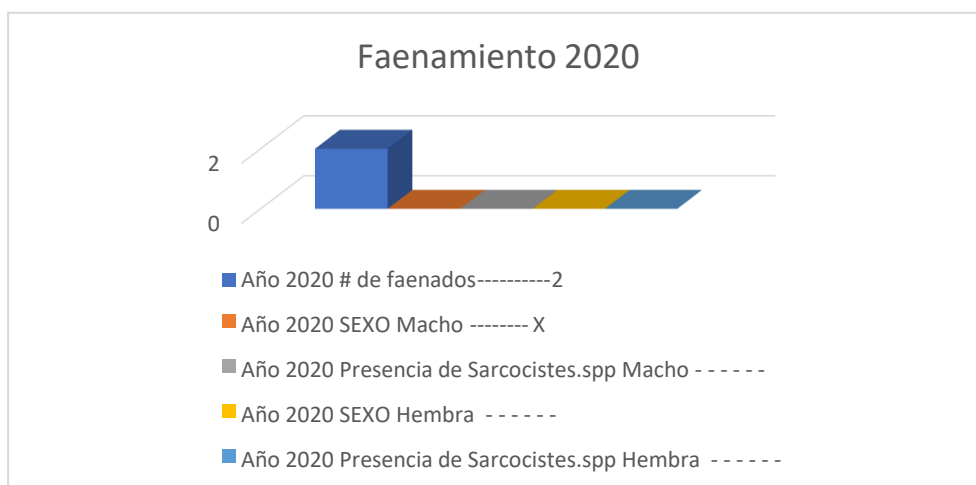 Faenamiento 2020
2
0
Año 2020 # de faenados----------2
Año 2020 SEXO Macho -------- X
Año 2020 Presencia de Sarcocistes.spp Macho - - - - - -
Año 2020 SEXO Hembra - - - - - -
Año 2020 Presencia de Sarcocistes.spp Hembra - - - - - -